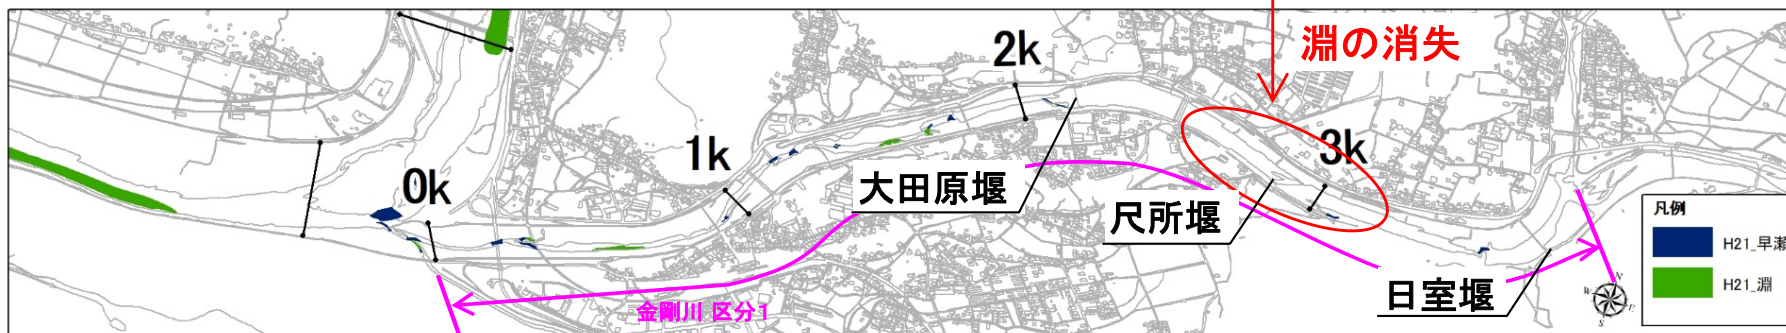 淵の消失
2k
1k
3k
0k
大田原堰
尺所堰
日室堰
金剛川 区分1
凡例
H21_早瀬
H21_淵
N
W
E
S